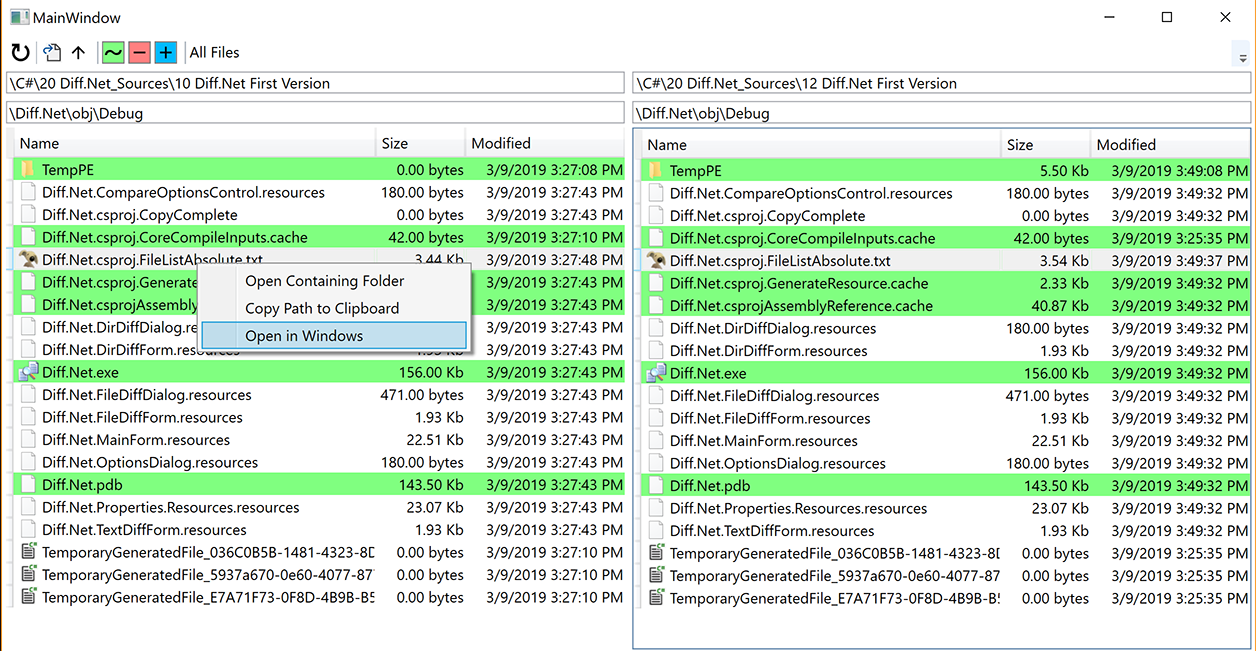 MainWindow
All Files
\C#\20 Diff.Net_Sources\10 Diff.Net First Version
\Diff.Net\obj\Debug
Name Size Modified
TempPE 0.00 bytes 3/9/2019 3:27:08 PM
Diff.Net.CompareOptionsControl.resources 180.00 bytes 3/9/2019 3:27:43 PM
Diff.Net.csproj.CopyComplete 0.00 bytes 3/9/2019 3:27:43 PM
Diff.Net.csproj.CoreCompileInputs.cache 42.00 bytes 3/9/2019 3:27:10 PM
Diff.Net.csproj.FileListAbsolute.txt 3.44 Kb 3/9/2019 3:27:48 PM
Diff.Net.csproj.Generate 3/9/2019 3:27:43 PM
Diff.Net.csprojAssembly 3/9/2019 3:27:43 PM
Diff.Net.DirDiffDialog.re 3/9/2019 3:27:43 PM
Diff.Net.DirDiffForm.resources 1.93 Kb 3/9/2019 3:27:43 PM
Diff.Net.exe 156.00 Kb 3/9/2019 3:27:43 PM
Diff.Net.FileDiffDialog.resources 471.00 bytes 3/9/2019 3:27:43 PM
Diff.Net.FileDiffForm.resources 1.93 Kb 3/9/2019 3:27:43 PM
Diff.Net.MainForm.resources 22.51 Kb 3/9/2019 3:27:43 PM
Diff.Net.OptionsDialog.resources 180.00 bytes 3/9/2019 3:27:43 PM
Diff.Net.pdb 143.50 Kb 3/9/2019 3:27:43 PM
Diff.Net.Properties.Resources.resources 23.07 Kb 3/9/2019 3:27:43 PM
Diff.Net.TextDiffForm.resources 1.93 Kb 3/9/2019 3:27:43 PM
TemporaryGeneratedFile_036C0B5B-1481-4323-8D 0.00 bytes 3/9/2019 3:27:10 PM
TemporaryGeneratedFile_5937a670-0e60-4077-87 0.00 bytes 3/9/2019 3:27:10 PM
TemporaryGeneratedFile_E7A71F73-0F8D-4B9B-B5 0.00 bytes 3/9/2019 3:27:10 PM
Open Containing Folder
Copy Path to Clipboard
Open in Windows
\C#\20 Diff.Net_Sources\12 Diff.Net First Version
\Diff.Net\obj\Debug
Name Size Modified
TempPE 5.50 Kb 3/9/2019 3:49:08 PM
Diff.Net.CompareOptionsControl.resources 180.00 bytes 3/9/2019 3:49:32 PM
Diff.Net.csproj.CopyComplete 0.00 bytes 3/9/2019 3:49:32 PM
Diff.Net.csproj.CoreCompileInputs.cache 42.00 bytes 3/9/2019 3:25:35 PM
Diff.Net.csproj.FileListAbsolute.txt 3.54 Kb 3/9/2019 3:49:37 PM
Diff.Net.csproj.GenerateResource.cache 2.33 Kb 3/9/2019 3:49:32 PM
Diff.Net.csprojAssemblyReference.cache 40.87 Kb 3/9/2019 3:49:32 PM
Diff.Net.DirDiffDialog.resources 180.00 bytes 3/9/2019 3:49:32 PM
Diff.Net.DirDiffForm.resources 1.93 Kb 3/9/2019 3:49:32 PM
Diff.Net.exe 156.00 Kb 3/9/2019 3:49:32 PM
Diff.Net.FileDiffDialog.resources 471.00 bytes 3/9/2019 3:49:32 PM
Diff.Net.FileDiffForm.resources 1.93 Kb 3/9/2019 3:49:32 PM
Diff.Net.MainForm.resources 22.51 Kb 3/9/2019 3:49:32 PM
Diff.Net.OptionsDialog.resources 180.00 bytes 3/9/2019 3:49:32 PM
Diff.Net.pdb 143.50 Kb 3/9/2019 3:49:32 PM
Diff.Net.Properties.Resources.resources 23.07 Kb 3/9/2019 3:49:32 PM
Diff.Net.TextDiffForm.resources 1.93 Kb 3/9/2019 3:49:32 PM
TemporaryGeneratedFile_036C0B5B-1481-4323-8D 0.00 bytes 3/9/2019 3:25:35 PM
TemporaryGeneratedFile_5937a670-0e60-4077-87 0.00 bytes 3/9/2019 3:25:35 PM
TemporaryGeneratedFile_E7A71F73-0F8D-4B9B-B5 0.00 bytes 3/9/2019 3:25:35 PM